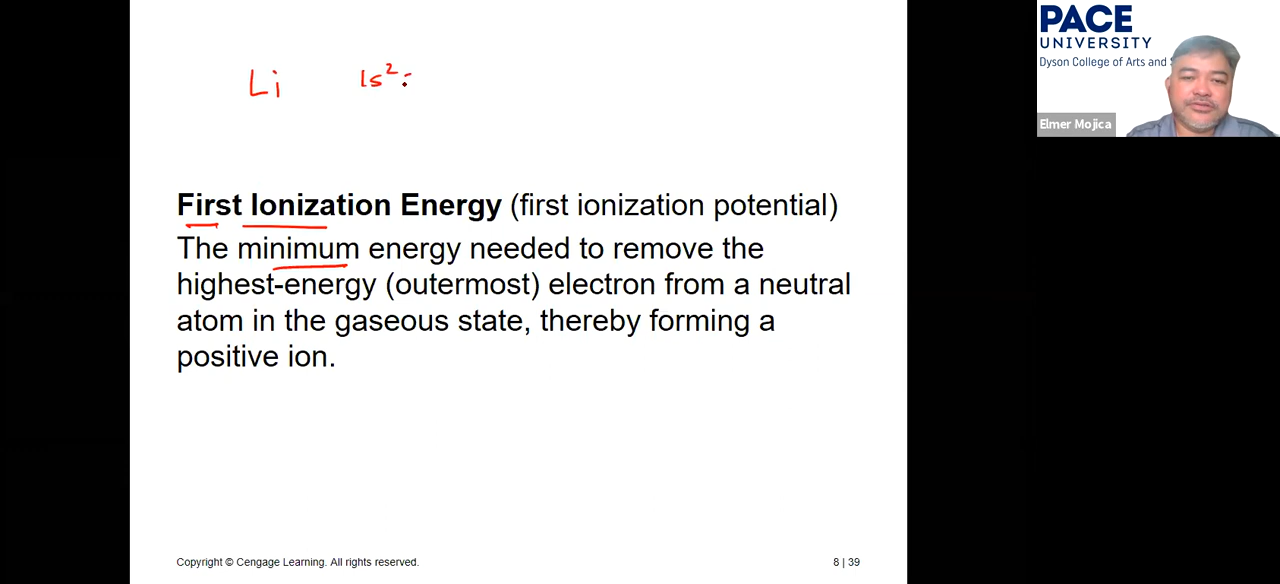 PACE
UNIVERSITY
Dyson College of Arts and S
Elmer Mojica
Li 1s²
First Ionization Energy (first ionization potential)
The minimum energy needed to remove the
highest-energy (outermost) electron from a neutral
atom in the gaseous state, thereby forming a
positive ion.
Copyright © Cengage Learning. All rights reserved. 8 | 39